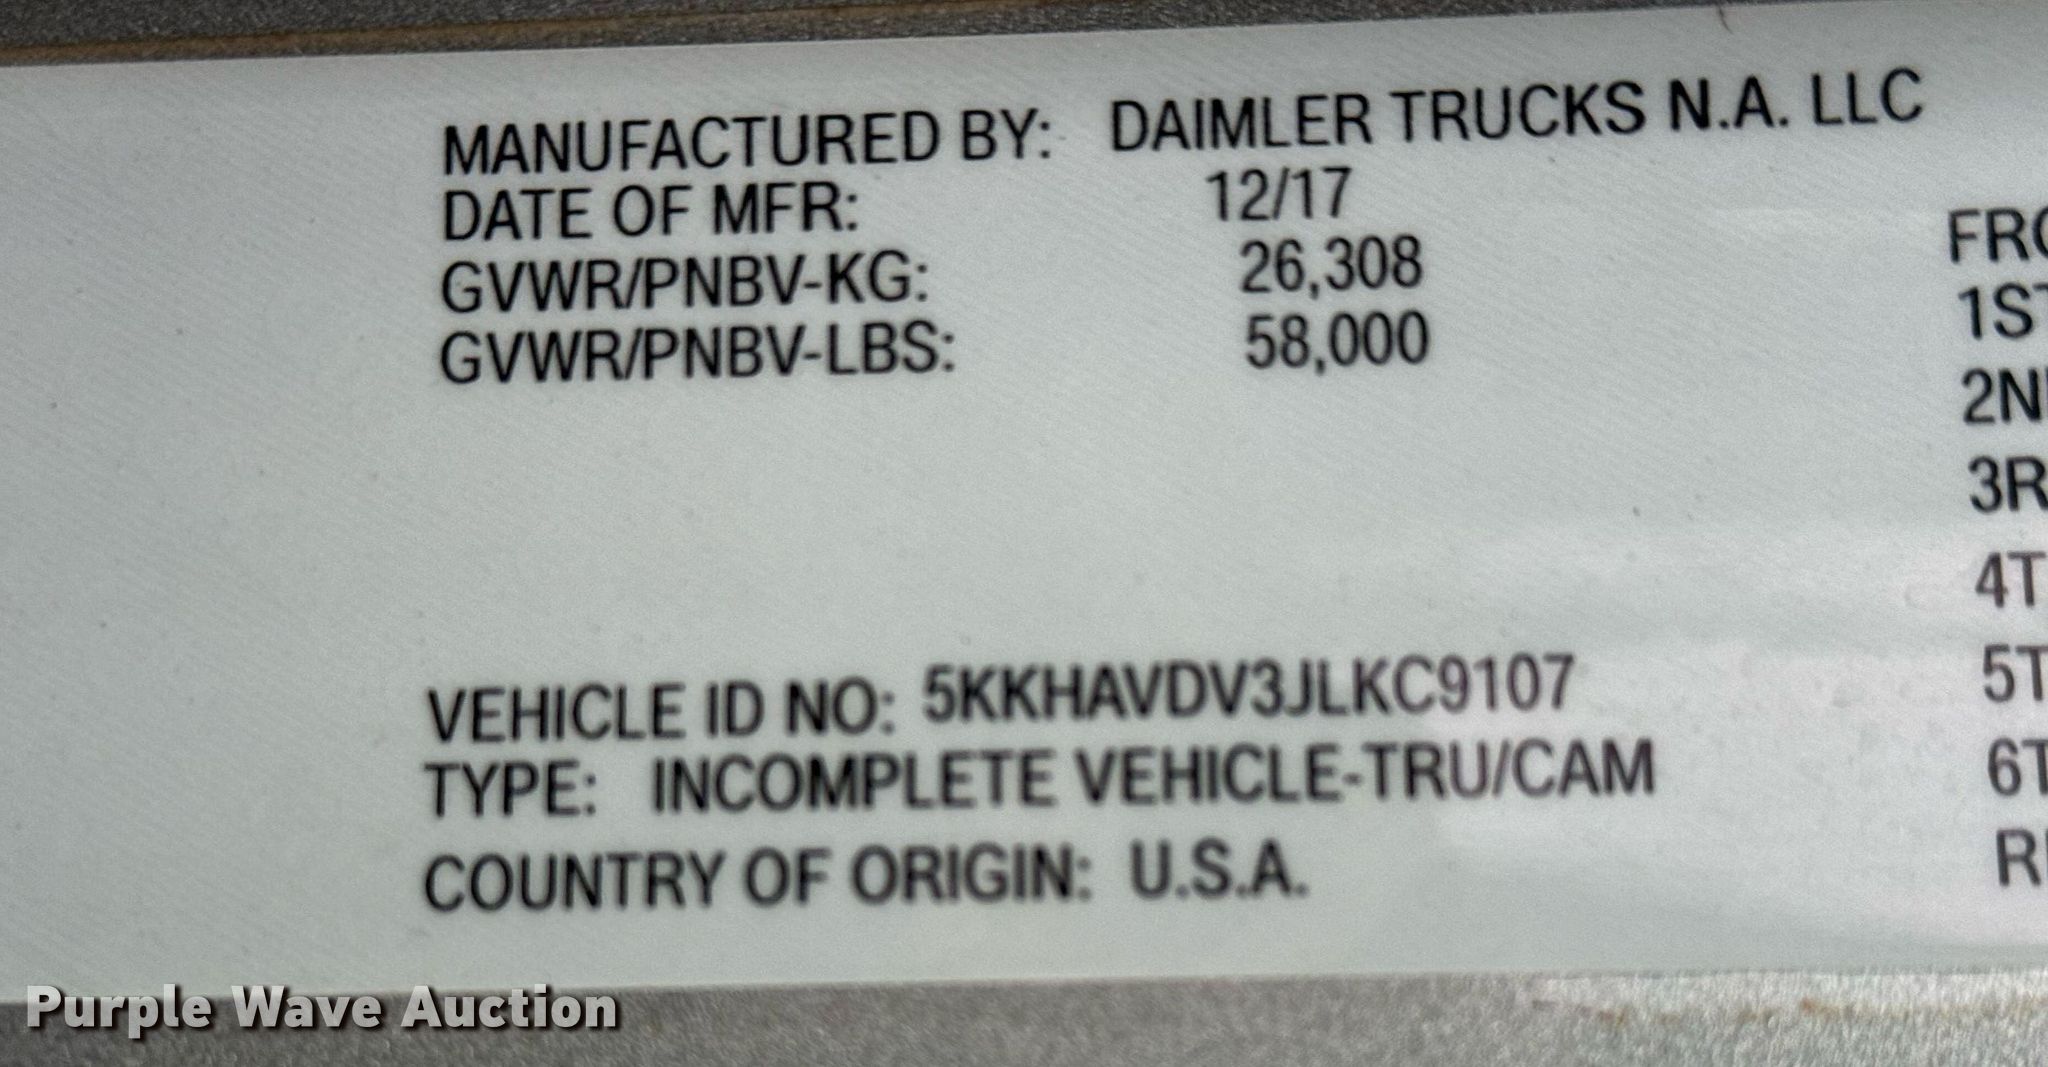 MANUFACTURED BY: DAIMLER TRUCKS N.A. LLC
DATE OF MFR: 12/17
GVWR/PNBV-KG: 26,308
GVWR/PNBV-LBS: 58,000
VEHICLE ID NO: 5KKHAVDV3JLKC9107
TYPE: INCOMPLETE VEHICLE-TRU/CAM
COUNTRY OF ORIGIN: U.S.A.
FRO
1ST
2N
3R
4T
5T
6T
R
Purple Wave Auction